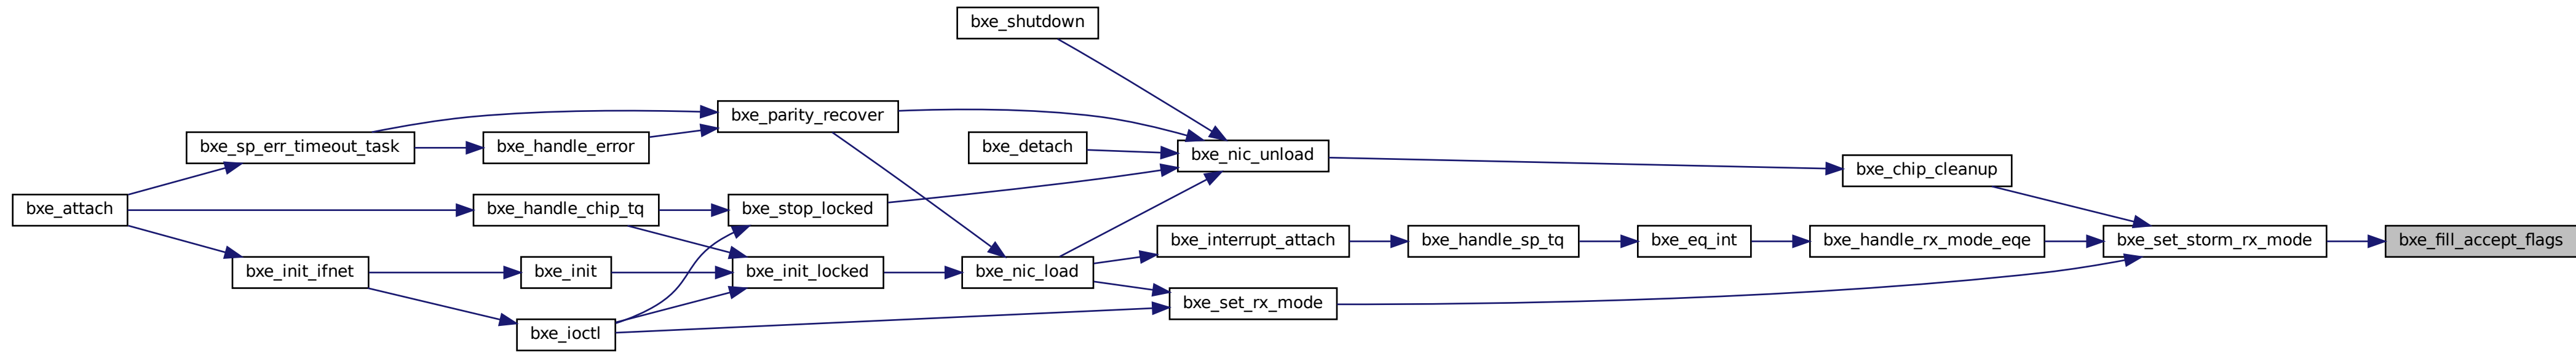 bxe_shutdown
bxe_parity_recover
bxe_sp_err_timeout_task
bxe_handle_error
bxe_detach
bxe_nic_unload
bxe_chip_cleanup
bxe_attach
bxe_handle_chip_tq
bxe_stop_locked
bxe_interrupt_attach
bxe_handle_sp_tq
bxe_eq_int
bxe_handle_rx_mode_eqe
bxe_set_storm_rx_mode
bxe_fill_accept_flags
bxe_init_ifnet
bxe_init
bxe_init_locked
bxe_nic_load
bxe_set_rx_mode
bxe_ioctl